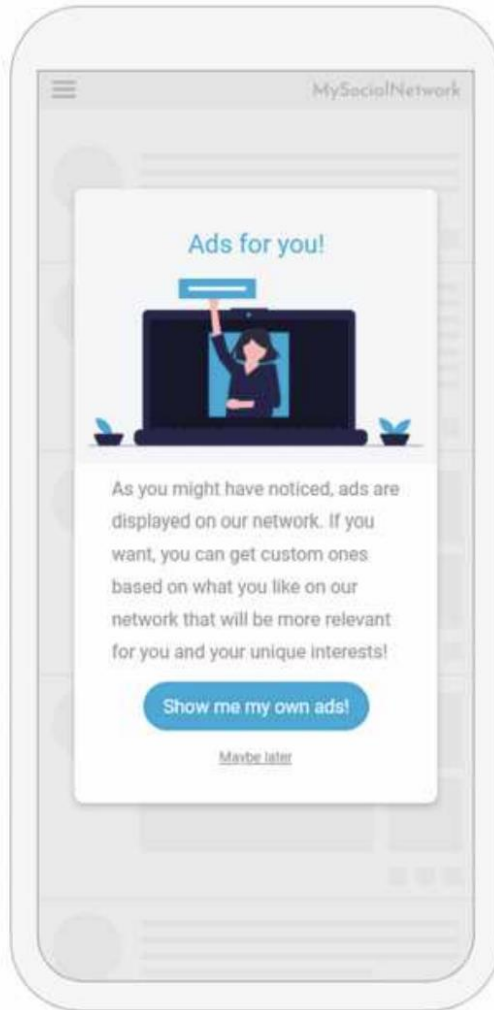 MySocialNetwork
Ads for you!
As you might have noticed, ads are
displayed on our network. If you
want, you can get custom ones
based on what you like on our
network that will be more relevant
for you and your unique interests!
Show me my own ads!
Maybe later